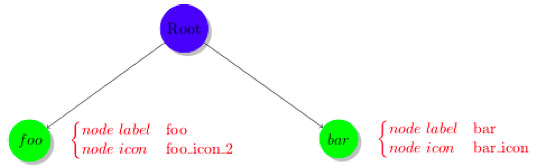 Root
foo
node label foo
node icon foo_icon_2
bar
node label bar
node icon bar_icon